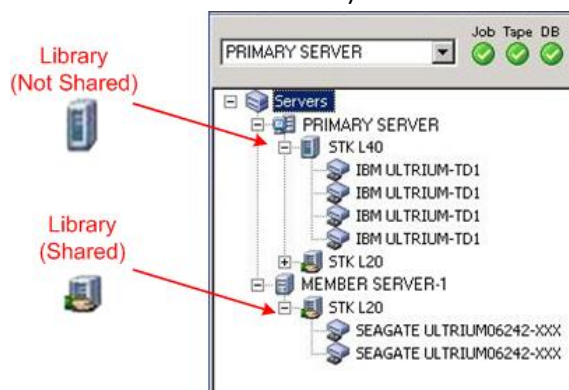 Library
(Not Shared)
Library
(Shared)
PRIMARY SERVER
Job Tape DB
Servers
PRIMARY SERVER
STK L40
IBM ULTRIUM-TD1
IBM ULTRIUM-TD1
IBM ULTRIUM-TD1
IBM ULTRIUM-TD1
STK L20
MEMBER SERVER-1
STK L20
SEAGATE ULTRIUM06242-XXX
SEAGATE ULTRIUM06242-XXX